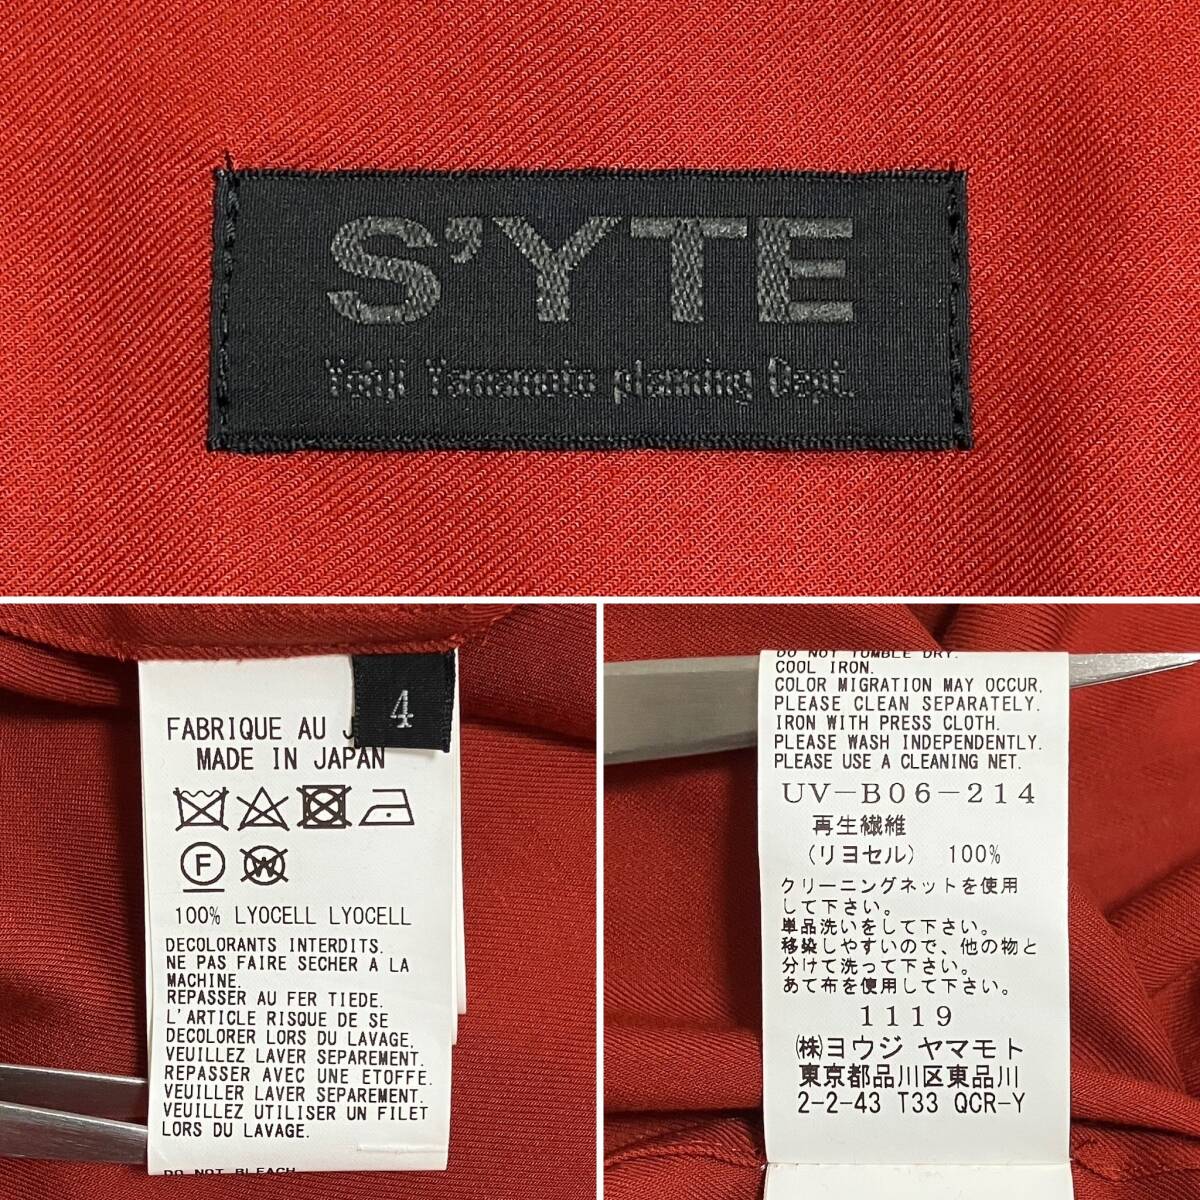 S'YTE
Yohji Yamamoto planning Dept.
4
FABRIQUE AU J
MADE IN JAPAN
F
W
100% LYOCELL LYOCELL
DECOLORANTS INTERDITS.
NE PAS FAIRE SECHER A LA
MACHINE.
REPASSER AU FER TIEDE.
L'ARTICLE RISQUE DE SE
DECOLORER LORS DU LAVAGE,
VEUILLEZ LAVER SEPAREMENT.
REPASSER AVEC UNE ETOFFE.
VEUILLER LAVER SEPAREMENT.
VEUILLEZ UTILISER UN FILET
LORS DU LAVAGE.
DO NOT BLEACH
DO NOT TUMBLE DRY.
COOL IRON.
COLOR MIGRATION MAY OCCUR,
PLEASE CLEAN SEPARATELY.
IRON WITH PRESS CLOTH.
PLEASE WASH INDEPENDENTLY.
PLEASE USE A CLEANING NET.
UV-B06-214
再生繊維
(リヨセル) 100%
クリーニングネットを使用
して下さい。
単品洗いをして下さい。
移染しやすいので、他の物と
分けて洗って下さい。
あて布を使用して下さい。
1119
㈱ヨウジ ヤマモト
東京都品川区東品川
2-2-43 T33 QCR-Y